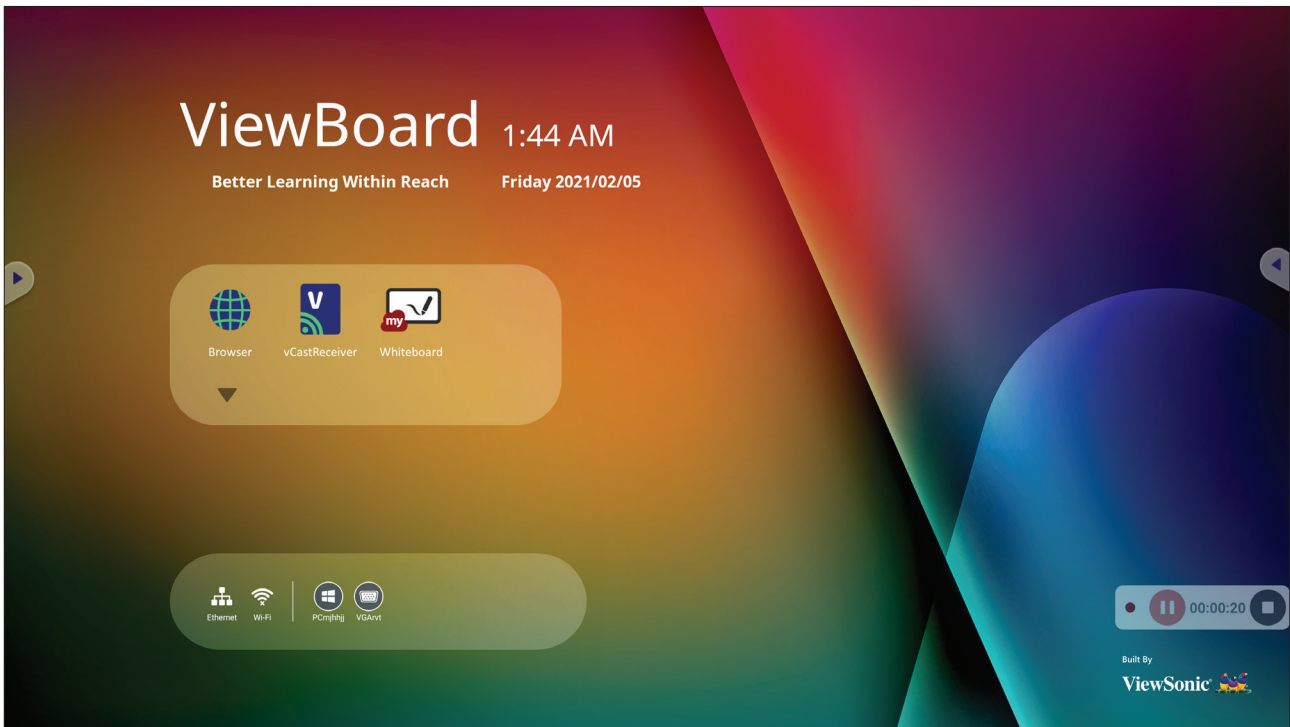 ViewBoard 1:44 AM
Better Learning Within Reach Friday 2021/02/05
V
my
Browser vCastReceiver Whiteboard
Ethernet Wi-Fi PCmjhhjj VGArvt
00:00:20
Built By
ViewSonic